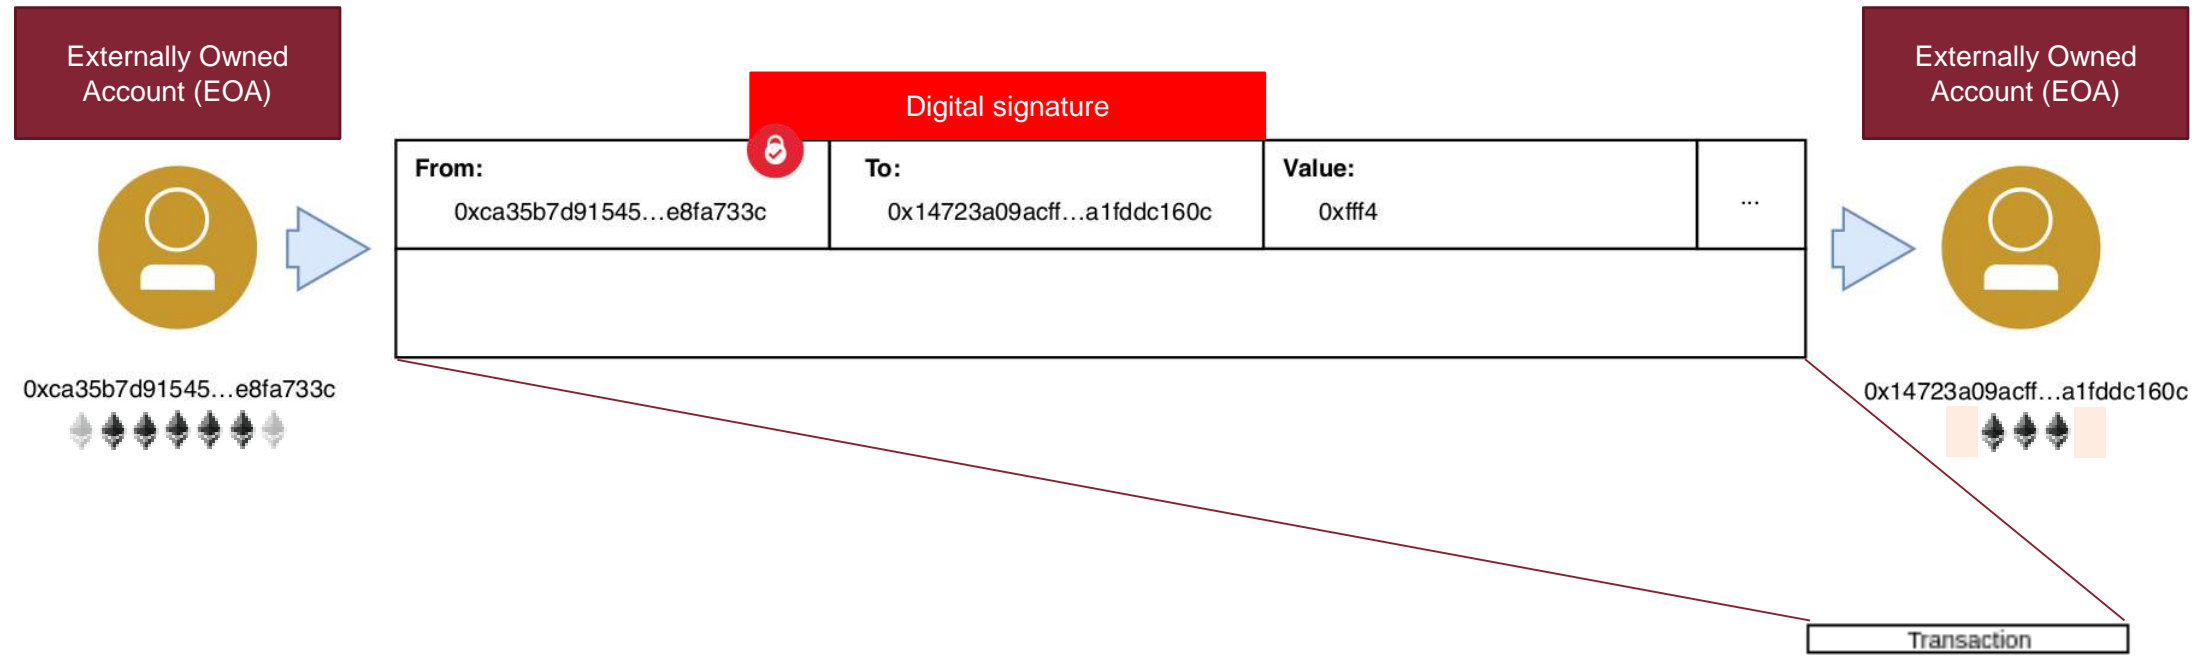 Externally Owned
Account (EOA)
Externally Owned
Account (EOA)
Digital signature
From:
0xca35b7d91545…e8fa733c
To:
0x14723a09acff…a1fddc160c
Value:
0xfff4
...
0xca35b7d91545…e8fa733c
0x14723a09acff…a1fddc160c
Transaction